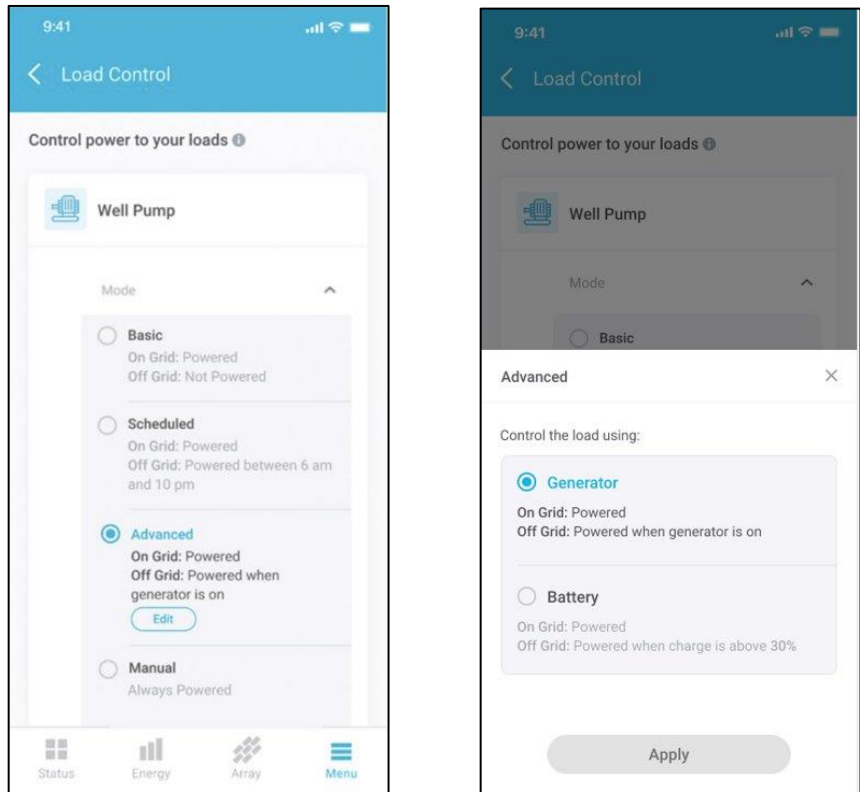 9:41
Load Control
Control power to your loads
Well Pump
Mode
Basic
On Grid: Powered
Off Grid: Not Powered
Scheduled
On Grid: Powered
Off Grid: Powered between 6 am
and 10 pm
Advanced
On Grid: Powered
Off Grid: Powered when
generator is on
Edit
Manual
Always Powered
Status
Energy
Array
Menu
9:41
Load Control
Control power to your loads
Well Pump
Mode
Basic
Advanced
Control the load using:
Generator
On Grid: Powered
Off Grid: Powered when generator is on
Battery
On Grid: Powered
Off Grid: Powered when charge is above 30%
Apply